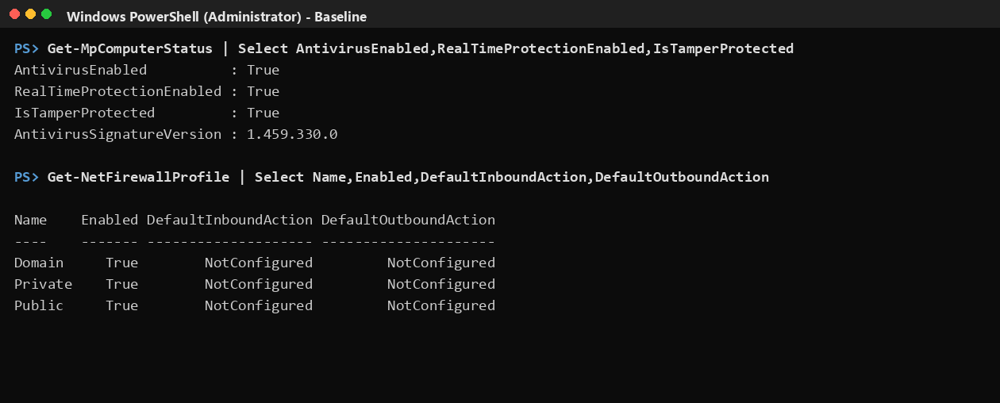 Windows PowerShell (Administrator) - Baseline
PS> Get-MpComputerStatus | Select AntivirusEnabled,RealTimeProtectionEnabled,IsTamperProtected
AntivirusEnabled          : True
RealTimeProtectionEnabled : True
IsTamperProtected         : True
AntivirusSignatureVersion : 1.459.330.0
PS> Get-NetFirewallProfile | Select Name,Enabled,DefaultInboundAction,DefaultOutboundAction
Name    Enabled DefaultInboundAction DefaultOutboundAction
----    ------- -------------------- ---------------------
Domain     True        NotConfigured         NotConfigured
Private    True        NotConfigured         NotConfigured
Public     True        NotConfigured         NotConfigured